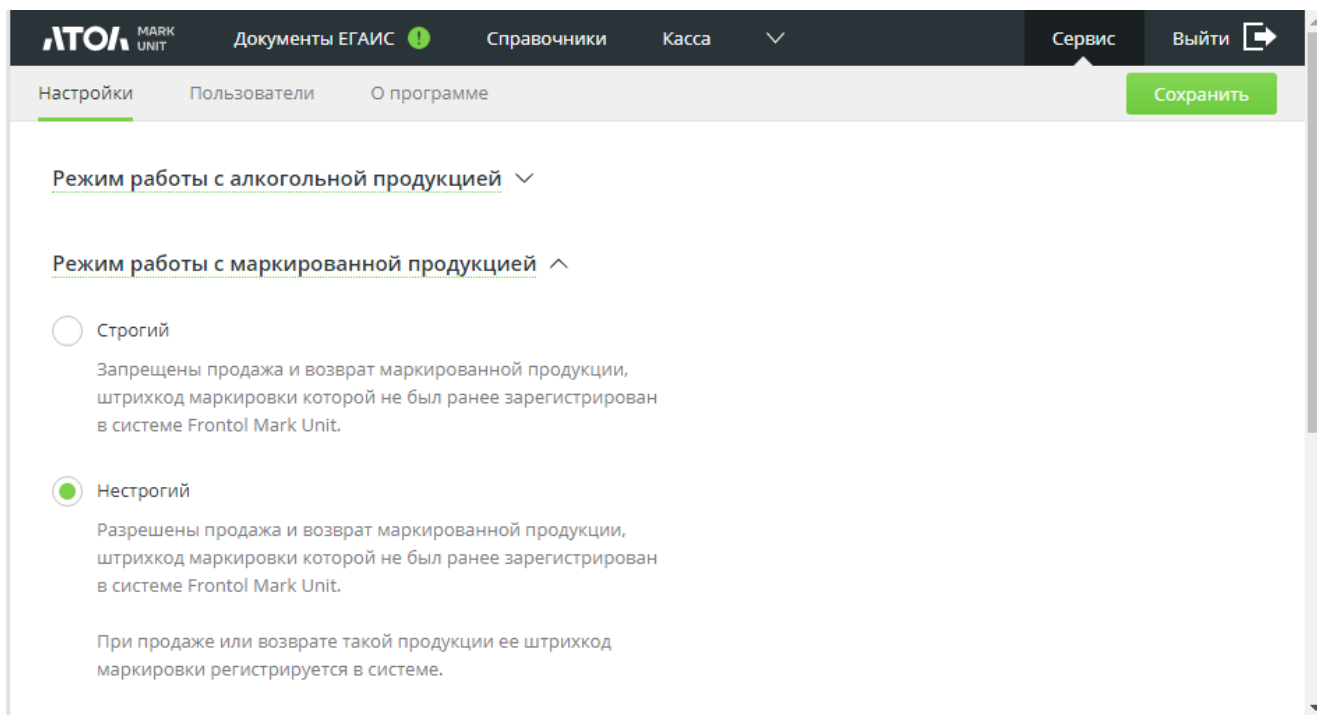 АТОЛ MARK UNIT Документы ЕГАИС ! Справочники Касса Сервис Выйти
Настройки Пользователи О программе Сохранить
Режим работы с алкогольной продукцией
Режим работы с маркированной продукцией
Строгий
Запрещены продажа и возврат маркированной продукции,
штрихкод маркировки которой не был ранее зарегистрирован
в системе Frontol Mark Unit.
Нестрогий
Разрешены продажа и возврат маркированной продукции,
штрихкод маркировки которой не был ранее зарегистрирован
в системе Frontol Mark Unit.
При продаже или возврате такой продукции ее штрихкод
маркировки регистрируется в системе.